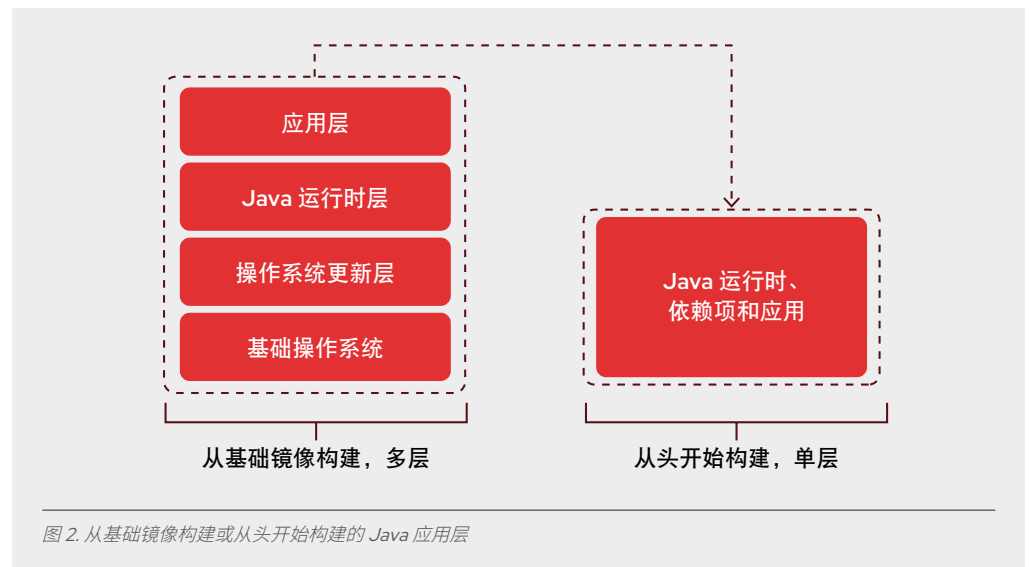 应用层
Java 运行时层
操作系统更新层
基础操作系统
从基础镜像构建，多层
Java 运行时、
依赖项和应用
从头开始构建，单层
图 2. 从基础镜像构建或从头开始构建的 Java 应用层